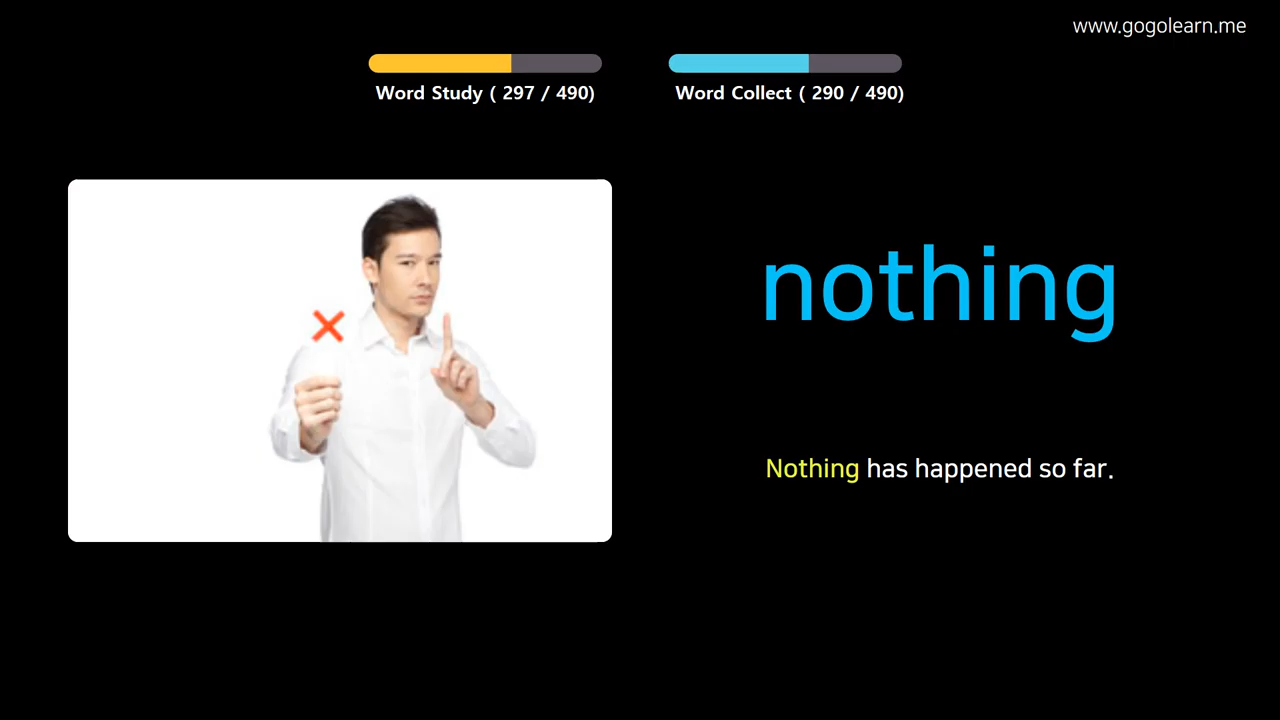 www.gogolearn.me
Word Study ( 297 / 490)
Word Collect ( 290 / 490)
nothing
Nothing has happened so far.